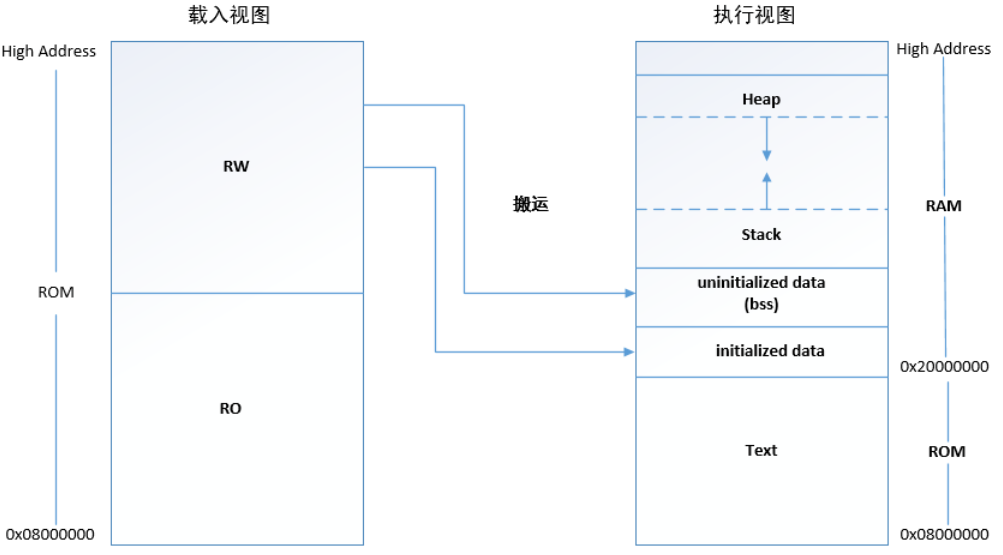 载入视图
执行视图
High Address
High Address
Heap
RW
搬运
RAM
Stack
uninitialized data
(bss)
ROM
initialized data
0x20000000
RO
Text
ROM
0x08000000
0x08000000